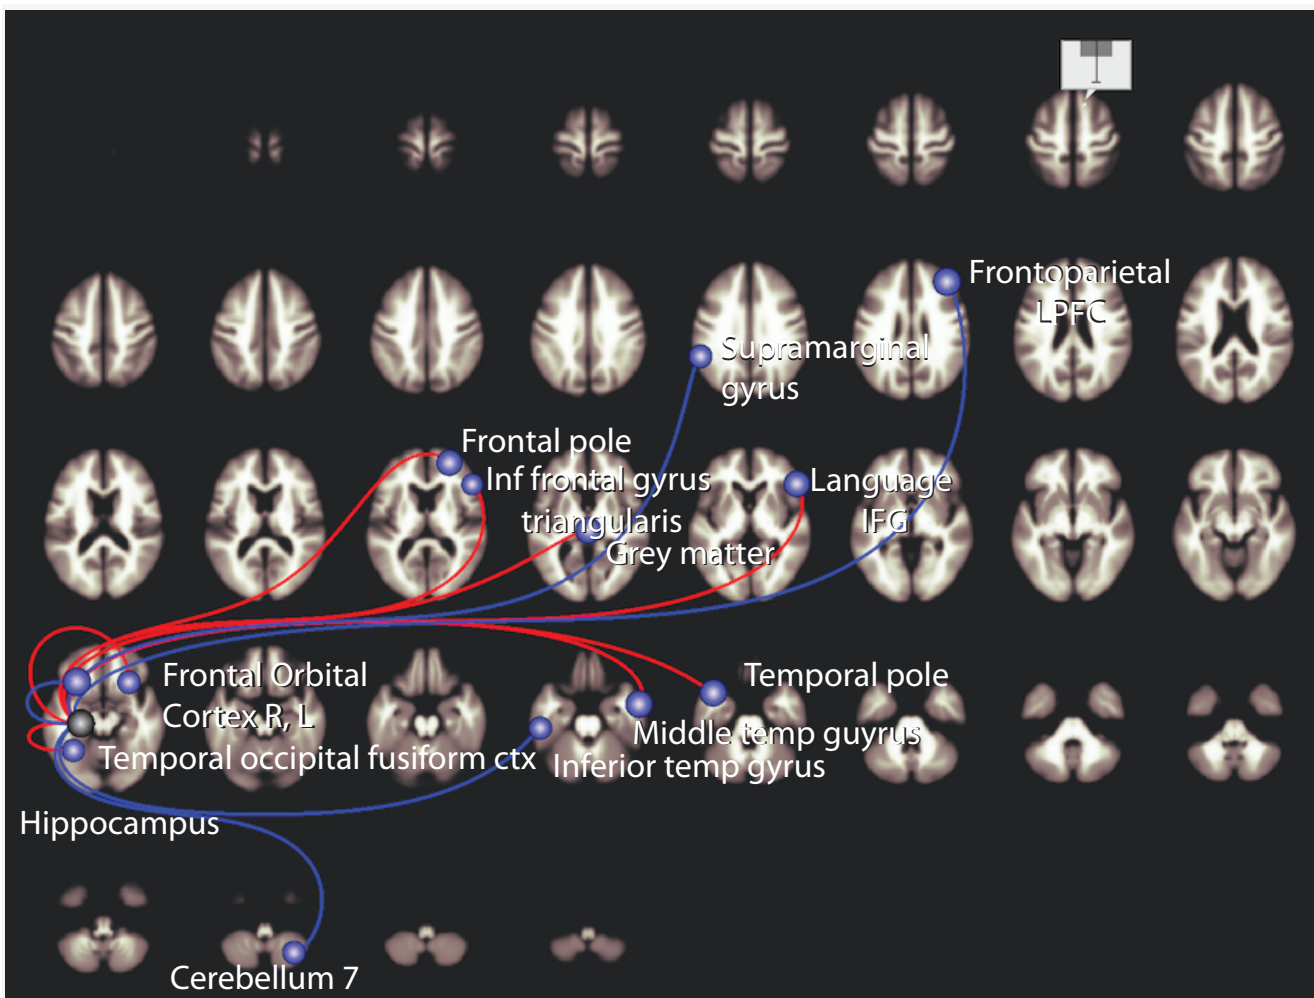 Frontoparietal
LPFC
Supramarginal
gyrus
Frontal pole
Inf frontal gyrus
triangularis
Language
IFG
Grey matter
Frontal Orbital
Cortex R, L
Temporal pole
Middle temp guyrus
Temporal occipital fusiform ctx
Inferior temp gyrus
Hippocampus
Cerebellum 7